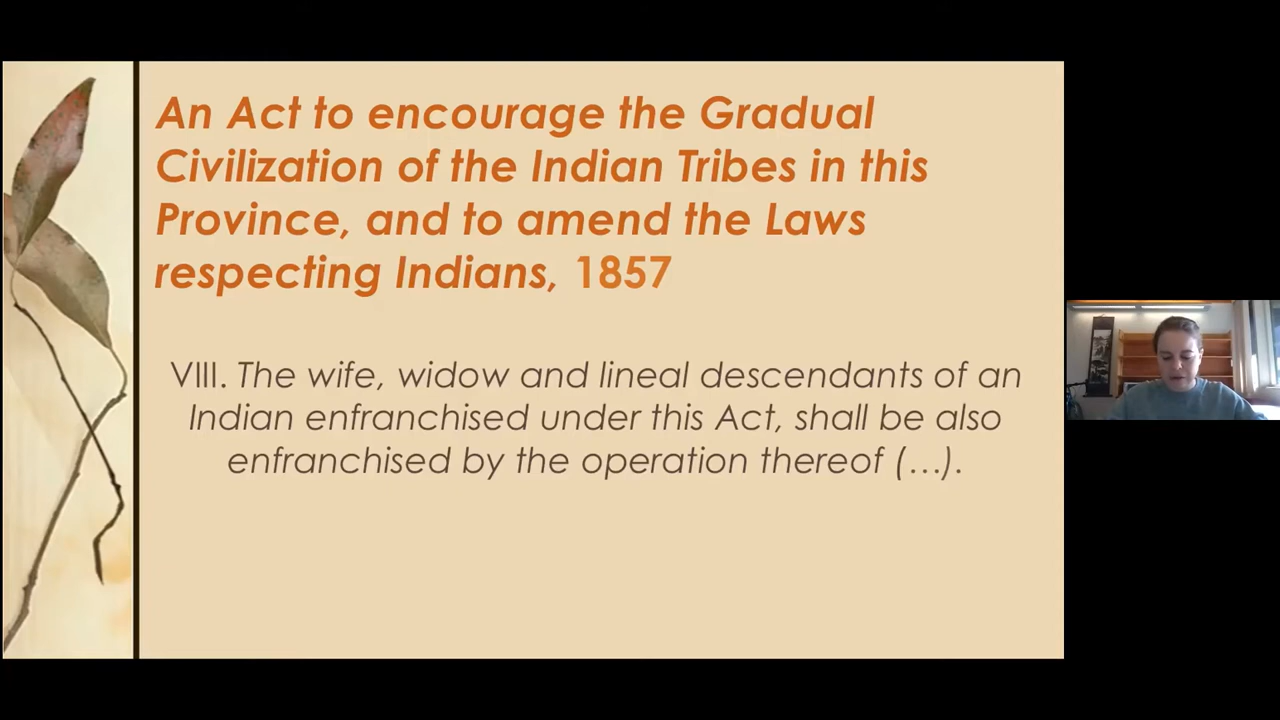 An Act to encourage the Gradual
Civilization of the Indian Tribes in this
Province, and to amend the Laws
respecting Indians, 1857
VIII. The wife, widow and lineal descendants of an
Indian enfranchised under this Act, shall be also
enfranchised by the operation thereof (…).